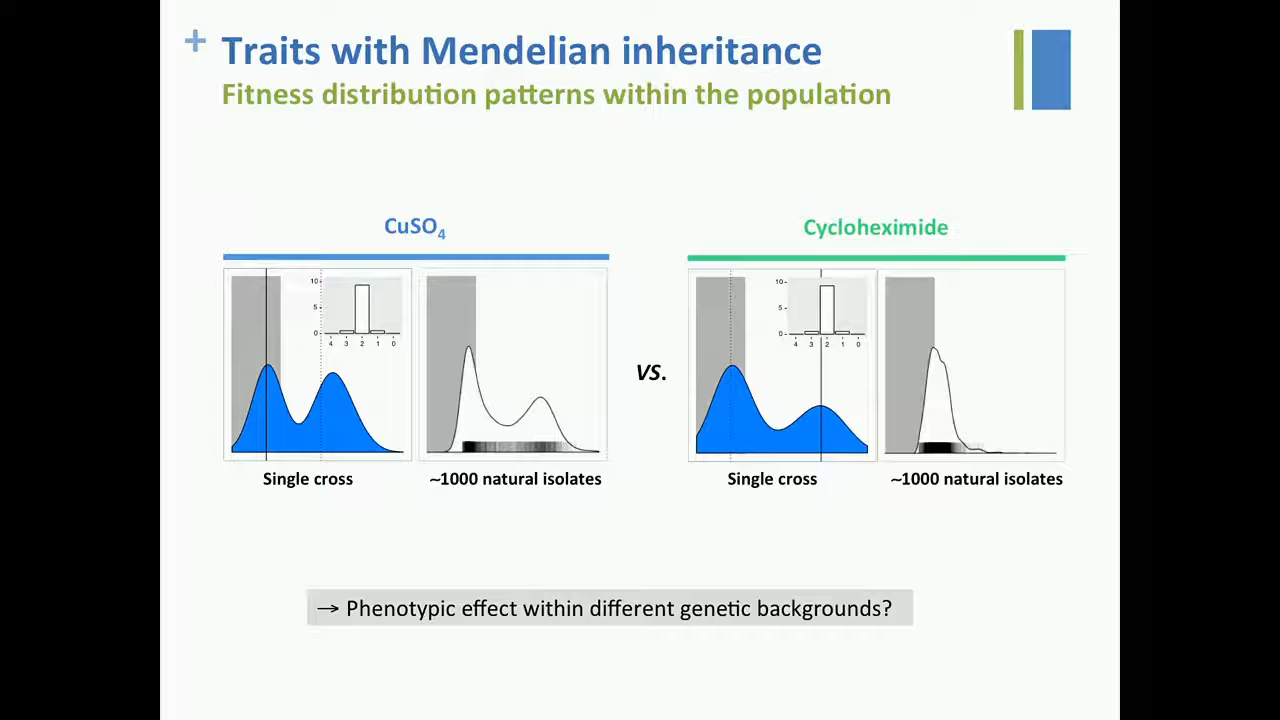 + Traits with Mendelian inheritance
Fitness distribution patterns within the population
CuSO4
Cycloheximide
10
5
0
4 3 2 1 0
10
5
0
4 3 2 1 0
VS.
Single cross
~1000 natural isolates
Single cross
~1000 natural isolates
→ Phenotypic effect within different genetic backgrounds?